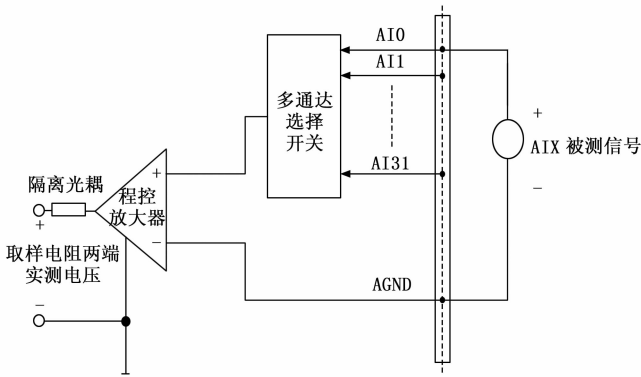 AI0
AI1
多通达
选择
开关
AI31
+
AIX 被测信号
−
隔离光耦
+
程控
放大器
−
+
取样电阻两端
实测电压
−
AGND